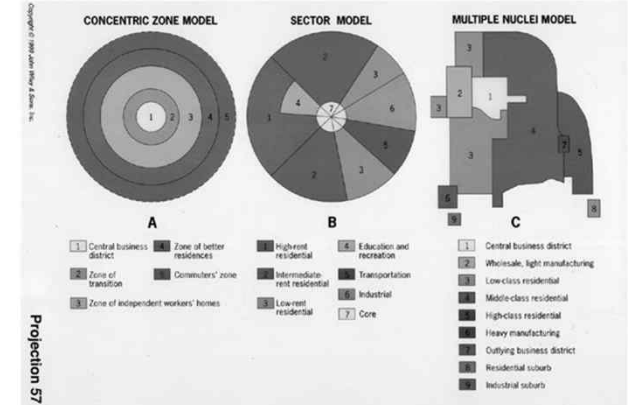 Copyright © 1998 John Wiley & Sons, Inc.
CONCENTRIC ZONE MODEL
1 2 3 4 5
A
1 Central business district
2 Zone of transition
3 Zone of independent workers' homes
4 Zone of better residences
5 Commuters' zone
SECTOR MODEL
2
3
4
7
6
1
5
2
3
B
1 High-rent residential
2 Intermediate-rent residential
3 Low-rent residential
4 Education and recreation
5 Transportation
6 Industrial
7 Core
MULTIPLE NUCLEI MODEL
3
2
1
3
4
3
7
5
6
9
8
C
1 Central business district
2 Wholesale, light manufacturing
3 Low-class residential
4 Middle-class residential
5 High-class residential
6 Heavy manufacturing
7 Outlying business district
8 Residential suburb
9 Industrial suburb
Projection 57